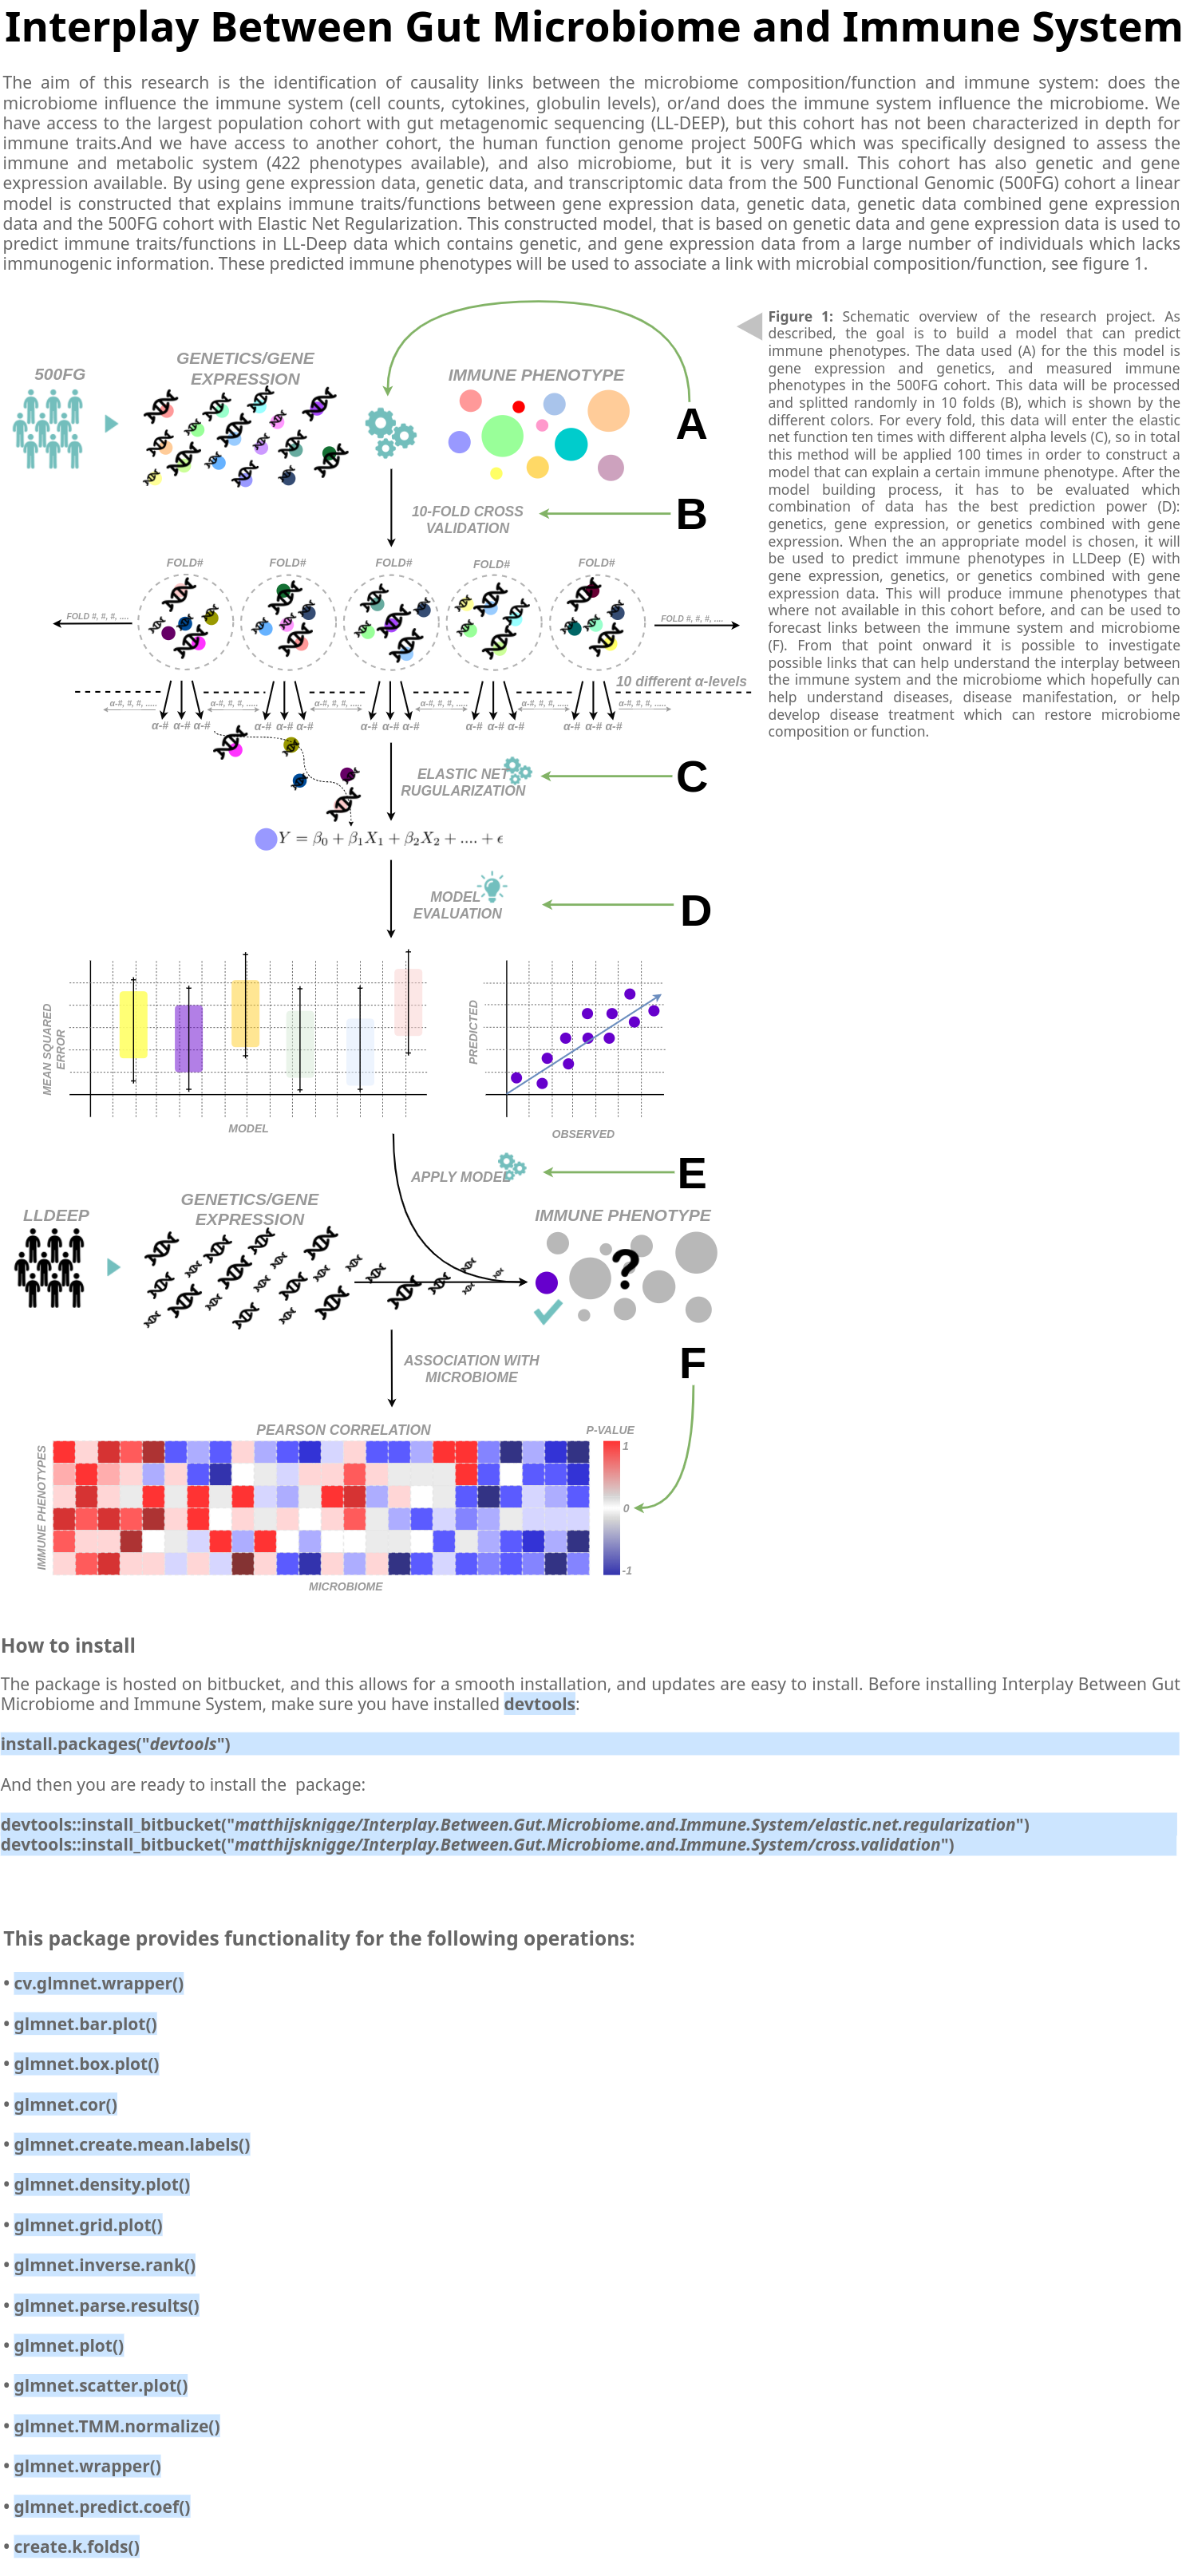 Interplay Between Gut Microbiome and Immune System
The aim of this research is the identification of causality links between the microbiome composition/function and immune system: does the
microbiome influence the immune system (cell counts, cytokines, globulin levels), or/and does the immune system influence the microbiome. We
have access to the largest population cohort with gut metagenomic sequencing (LL-DEEP), but this cohort has not been characterized in depth for
immune traits.And we have access to another cohort, the human function genome project 500FG which was specifically designed to assess the
immune and metabolic system (422 phenotypes available), and also microbiome, but it is very small. This cohort has also genetic and gene
expression available. By using gene expression data, genetic data, and transcriptomic data from the 500 Functional Genomic (500FG) cohort a linear
model is constructed that explains immune traits/functions between gene expression data, genetic data, genetic data combined gene expression
data and the 500FG cohort with Elastic Net Regularization. This constructed model, that is based on genetic data and gene expression data is used to
predict immune traits/functions in LL-Deep data which contains genetic, and gene expression data from a large number of individuals which lacks
immunogenic information. These predicted immune phenotypes will be used to associate a link with microbial composition/function, see figure 1.
Figure 1: Schematic overview of the research project. As
described, the goal is to build a model that can predict
immune phenotypes. The data used (A) for the this model is
gene expression and genetics, and measured immune
phenotypes in the 500FG cohort. This data will be processed
and splitted randomly in 10 folds (B), which is shown by the
different colors. For every fold, this data will enter the elastic
net function ten times with different alpha levels (C), so in total
this method will be applied 100 times in order to construct a
model that can explain a certain immune phenotype. After the
model building process, it has to be evaluated which
combination of data has the best prediction power (D):
genetics, gene expression, or genetics combined with gene
expression. When the an appropriate model is chosen, it will
be used to predict immune phenotypes in LLDeep (E) with
gene expression, genetics, or genetics combined with gene
expression data. This will produce immune phenotypes that
where not available in this cohort before, and can be used to
forecast links between the immune system and microbiome
(F). From that point onward it is possible to investigate
possible links that can help understand the interplay between
the immune system and the microbiome which hopefully can
help understand diseases, disease manifestation, or help
develop disease treatment which can restore microbiome
composition or function.
500FG
GENETICS/GENE
EXPRESSION
IMMUNE PHENOTYPE
A
10-FOLD CROSS
VALIDATION
B
FOLD# FOLD# FOLD# FOLD# FOLD#
FOLD #, #, #, .... FOLD #, #, #, ....
10 different α-levels
α-#, #, #, ..... α-#, #, #, ..... α-#, #, #, ..... α-#, #, #, ..... α-#, #, #, ..... α-#, #, #, .....
α-# α-# α-# α-# α-# α-# α-# α-# α-# α-# α-# α-# α-# α-# α-#
ELASTIC NET
RUGULARIZATION
C
Y = β0 + β1X1 + β2X2 + .... + ϵ
MODEL
EVALUATION
D
MEAN SQUARED
ERROR
MODEL
PREDICTED
OBSERVED
APPLY MODEL
E
LLDEEP
GENETICS/GENE
EXPRESSION
IMMUNE PHENOTYPE
?
ASSOCIATION WITH
MICROBIOME
F
PEARSON CORRELATION
P-VALUE
IMMUNE PHENOTYPES
1
0
-1
MICROBIOME
How to install
The package is hosted on bitbucket, and this allows for a smooth installation, and updates are easy to install. Before installing Interplay Between Gut
Microbiome and Immune System, make sure you have installed devtools:
install.packages("devtools")
And then you are ready to install the  package:
devtools::install_bitbucket("matthijsknigge/Interplay.Between.Gut.Microbiome.and.Immune.System/elastic.net.regularization")
devtools::install_bitbucket("matthijsknigge/Interplay.Between.Gut.Microbiome.and.Immune.System/cross.validation")
This package provides functionality for the following operations:
• cv.glmnet.wrapper()
• glmnet.bar.plot()
• glmnet.box.plot()
• glmnet.cor()
• glmnet.create.mean.labels()
• glmnet.density.plot()
• glmnet.grid.plot()
• glmnet.inverse.rank()
• glmnet.parse.results()
• glmnet.plot()
• glmnet.scatter.plot()
• glmnet.TMM.normalize()
• glmnet.wrapper()
• glmnet.predict.coef()
• create.k.folds()